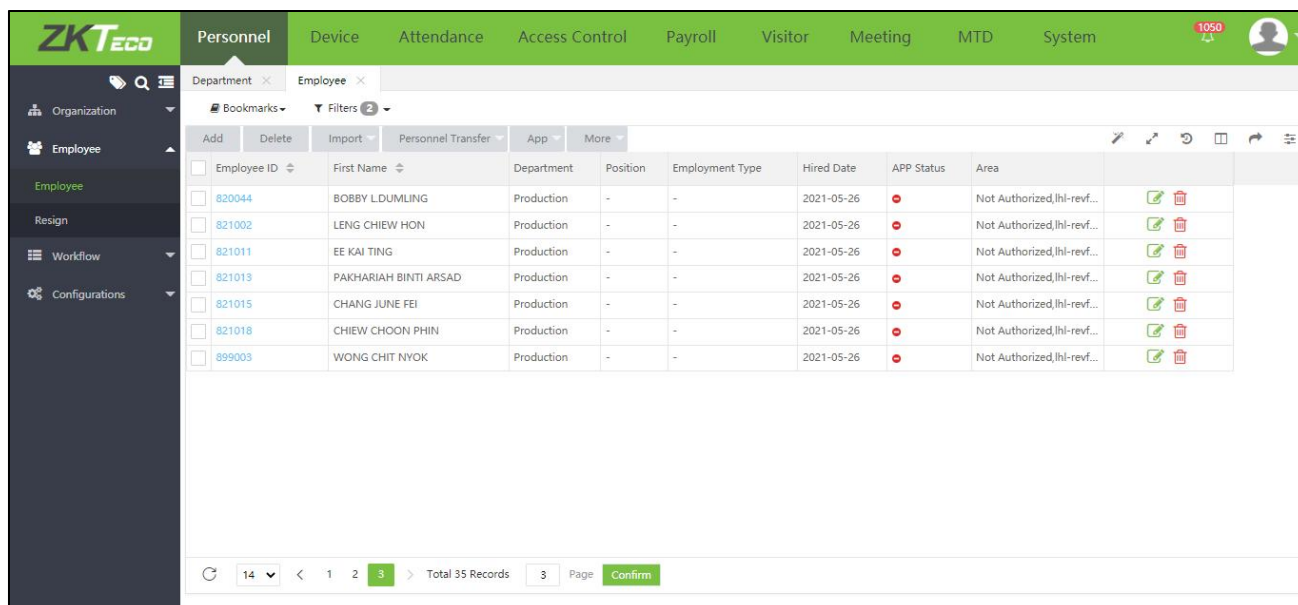 ZKTeco Personnel Device Attendance Access Control Payroll Visitor Meeting MTD System 1050
Department Employee
Bookmarks Filters 2
Organization
Employee
Employee
Resign
Workflow
Configurations
Add Delete Import Personnel Transfer App More
Employee ID First Name Department Position Employment Type Hired Date APP Status Area
820044 BOBBY L.DUMLING Production - - 2021-05-26 Not Authorized,lhl-revf...
821002 LENG CHIEW HON Production - - 2021-05-26 Not Authorized,lhl-revf...
821011 EE KAI TING Production - - 2021-05-26 Not Authorized,lhl-revf...
821013 PAKHARIAH BINTI ARSAD Production - - 2021-05-26 Not Authorized,lhl-revf...
821015 CHANG JUNE FEI Production - - 2021-05-26 Not Authorized,lhl-revf...
821018 CHIEW CHOON PHIN Production - - 2021-05-26 Not Authorized,lhl-revf...
899003 WONG CHIT NYOK Production - - 2021-05-26 Not Authorized,lhl-revf...
14 < 1 2 3 > Total 35 Records 3 Page Confirm